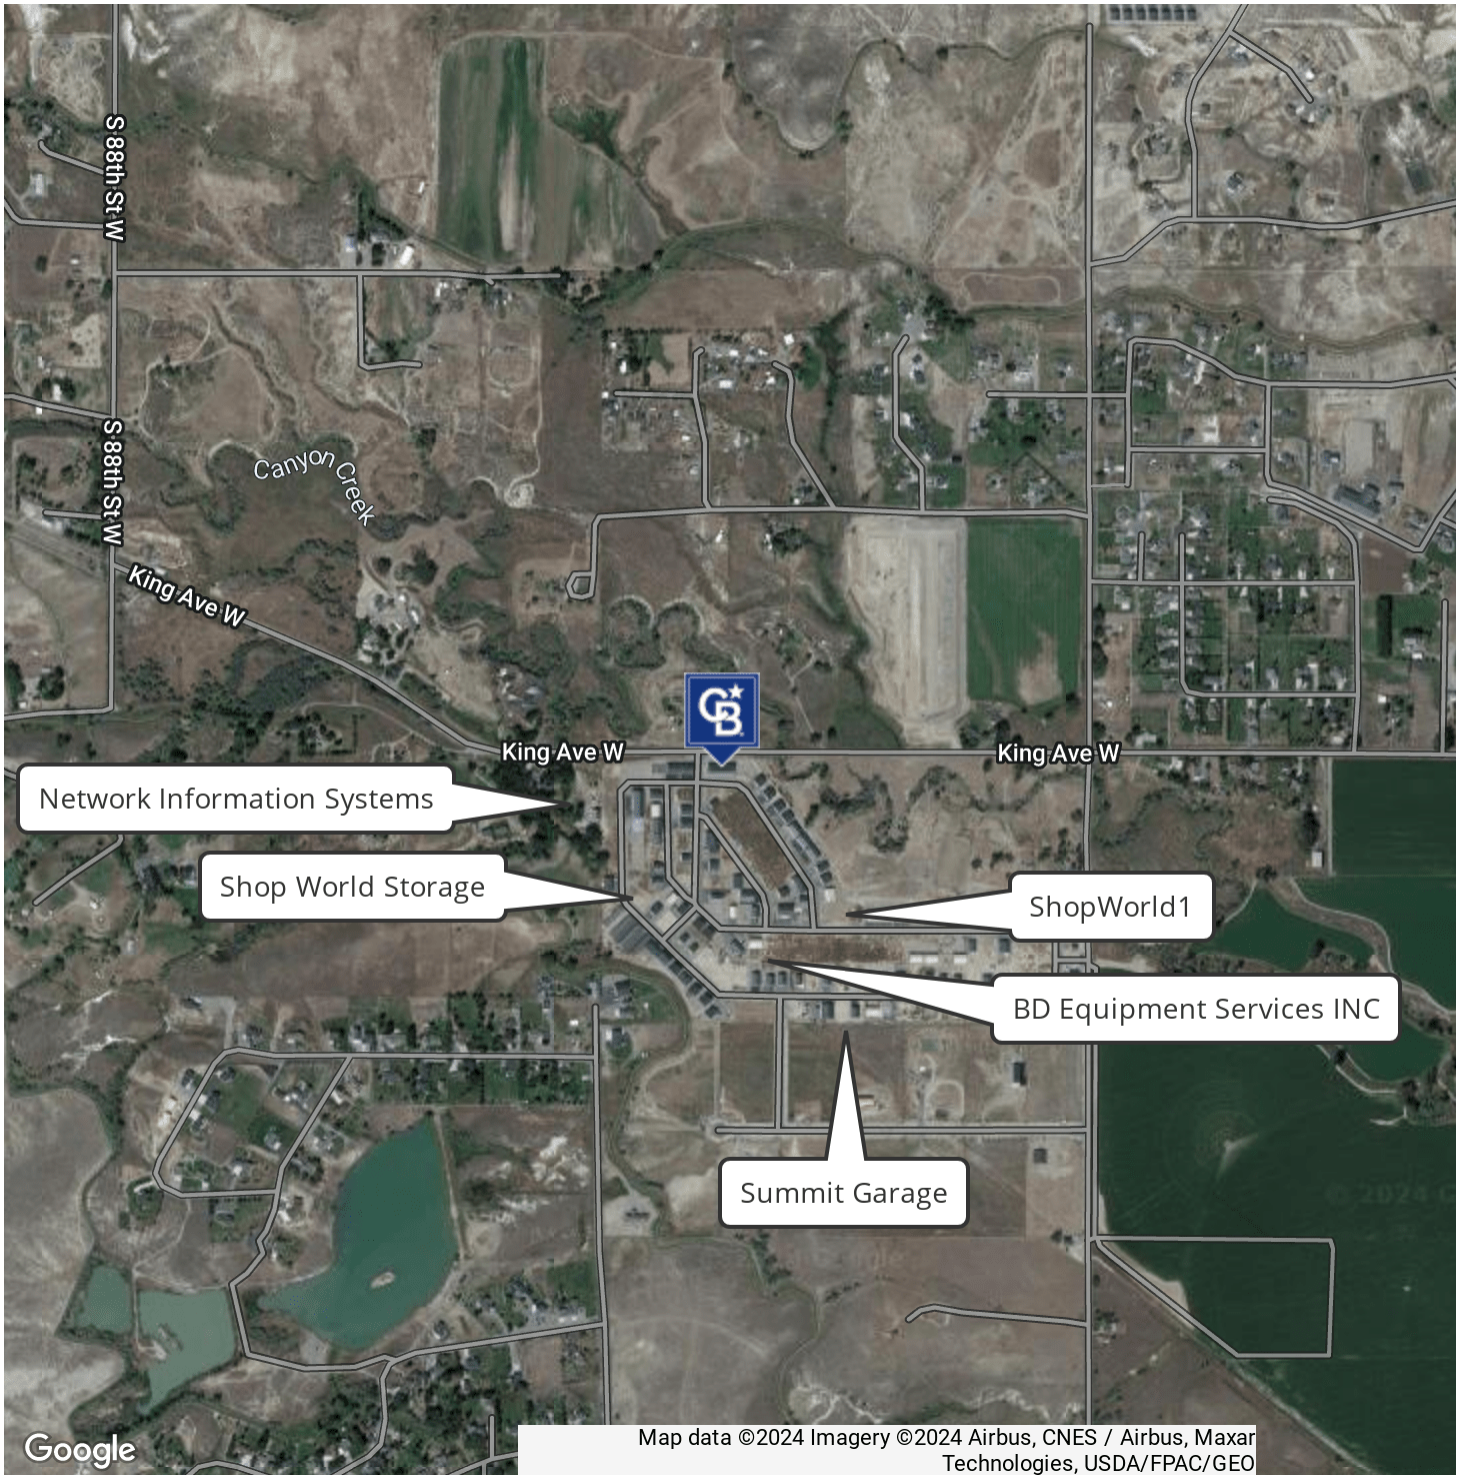 S 88th St W
S 88th St W
Canyon Creek
King Ave W
CB
King Ave W
King Ave W
Network Information Systems
Shop World Storage
ShopWorld1
BD Equipment Services INC
Summit Garage
© 2024 G
Google
Map data ©2024 Imagery ©2024 Airbus, CNES / Airbus, Maxar
Technologies, USDA/FPAC/GEO